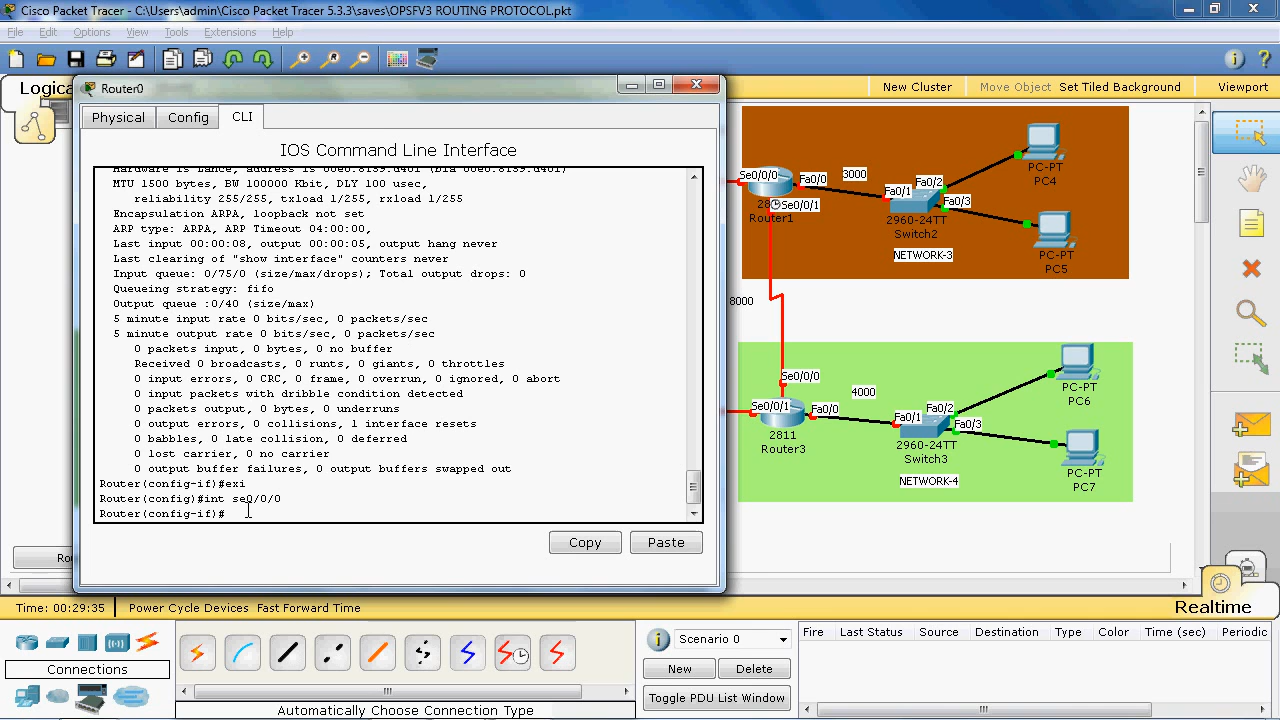 Cisco Packet Tracer - C:\Users\admin\Cisco Packet Tracer 5.3.3\saves\OPSFV3 ROUTING PROTOCOL.pkt
File Edit Options View Tools Extensions Help
Logica
New Cluster Move Object Set Tiled Background Viewport
Router0
Physical Config CLI
IOS Command Line Interface
MTU 1500 bytes, BW 100000 Kbit, DLY 100 usec,
reliability 255/255, txload 1/255, rxload 1/255
Encapsulation ARPA, loopback not set
ARP type: ARPA, ARP Timeout 04:00:00,
Last input 00:00:08, output 00:00:05, output hang never
Last clearing of "show interface" counters never
Input queue: 0/75/0 (size/max/drops); Total output drops: 0
Queueing strategy: fifo
Output queue :0/40 (size/max)
5 minute input rate 0 bits/sec, 0 packets/sec
5 minute output rate 0 bits/sec, 0 packets/sec
0 packets input, 0 bytes, 0 no buffer
Received 0 broadcasts, 0 runts, 0 giants, 0 throttles
0 input errors, 0 CRC, 0 frame, 0 overrun, 0 ignored, 0 abort
0 input packets with dribble condition detected
0 packets output, 0 bytes, 0 underruns
0 output errors, 0 collisions, 1 interface resets
0 babbles, 0 late collision, 0 deferred
0 lost carrier, 0 no carrier
0 output buffer failures, 0 output buffers swapped out
Router(config-if)#exi
Router(config)#int se0/0/0
Router(config-if)#
Copy Paste
Se0/0/0
Fa0/0
3000
Fa0/1
Fa0/2
Fa0/3
Se0/0/1
Router1
2960-24TT
Switch2
NETWORK-3
PC-PT
PC4
PC-PT
PC5
8000
Se0/0/0
Se0/0/1
Fa0/0
4000
Fa0/1
Fa0/2
Fa0/3
2811
Router3
2960-24TT
Switch3
NETWORK-4
PC-PT
PC6
PC-PT
PC7
Rou
Time: 00:29:35 Power Cycle Devices Fast Forward Time
Realtime
Connections
Automatically Choose Connection Type
Scenario 0
New Delete
Toggle PDU List Window
Fire Last Status Source Destination Type Color Time (sec) Periodic